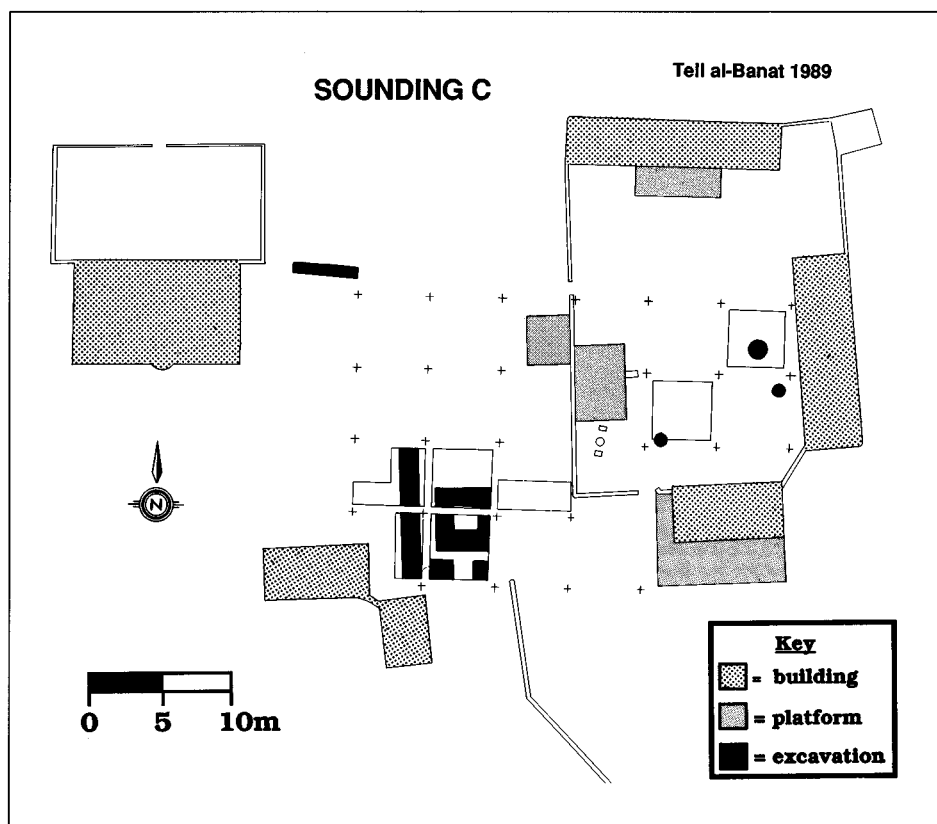 SOUNDING C
Tell al-Banat 1989
N
Key
= building
= platform
= excavation
0 5 10m